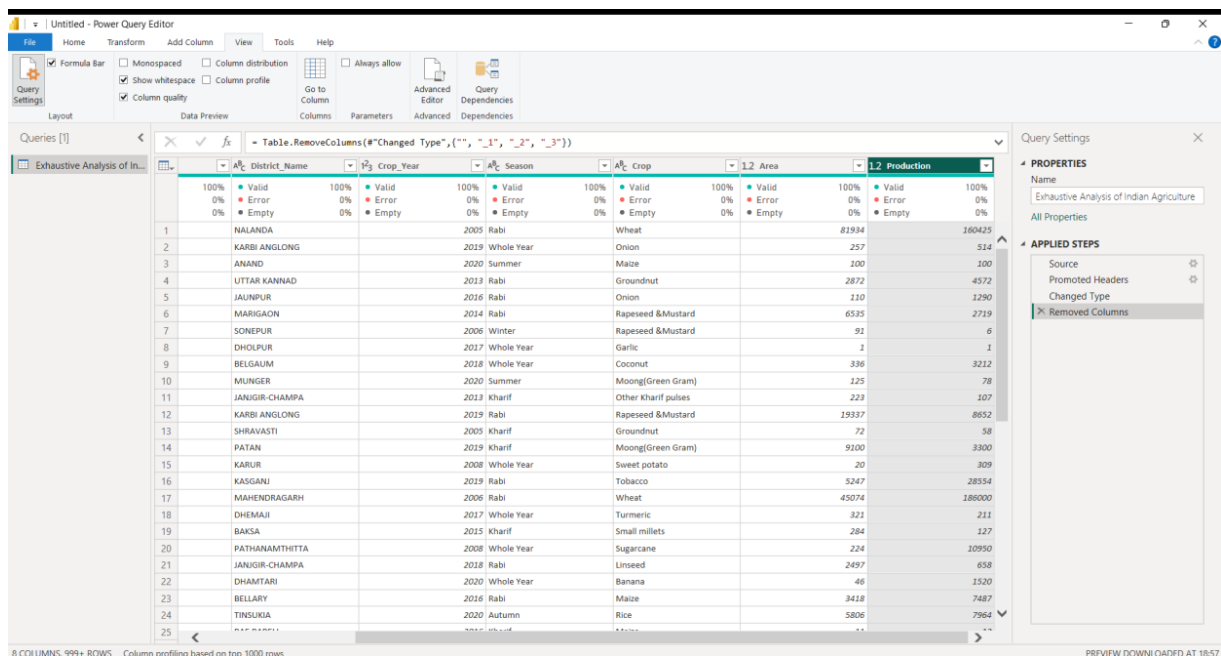 Untitled - Power Query Editor
File Home Transform Add Column View Tools Help
Query Settings
Formula Bar
Monospaced
Show whitespace
Column quality
Column distribution
Column profile
Go to Column
Always allow
Advanced Editor
Query Dependencies
Layout Data Preview Columns Parameters Advanced Dependencies
Queries [1]
Exhaustive Analysis of In...
fx = Table.RemoveColumns(#"Changed Type",{"", "_1", "_2", "_3"})
District_Name Crop_Year Season Crop Area Production
100% Valid 100% Valid 100% Valid 100% Valid 100% Valid 100% Valid 100%
0% Error 0% Error 0% Error 0% Error 0% Error 0% Error 0%
0% Empty 0% Empty 0% Empty 0% Empty 0% Empty 0% Empty 0%
1 NALANDA 2005 Rabi Wheat 81934 160425
2 KARBI ANGLONG 2019 Whole Year Onion 257 514
3 ANAND 2020 Summer Maize 100 100
4 UTTAR KANNAD 2013 Rabi Groundnut 2872 4572
5 JAUNPUR 2016 Rabi Onion 110 1290
6 MARIGAON 2014 Rabi Rapeseed &Mustard 6535 2719
7 SONEPUR 2006 Winter Rapeseed &Mustard 91 6
8 DHOLPUR 2017 Whole Year Garlic 1 1
9 BELGAUM 2018 Whole Year Coconut 336 3212
10 MUNGER 2020 Summer Moong(Green Gram) 125 78
11 JANJGIR-CHAMPA 2013 Kharif Other Kharif pulses 223 107
12 KARBI ANGLONG 2019 Rabi Rapeseed &Mustard 19337 8652
13 SHRAVASTI 2005 Kharif Groundnut 72 58
14 PATAN 2019 Kharif Moong(Green Gram) 9100 3300
15 KARUR 2008 Whole Year Sweet potato 20 309
16 KASGANJ 2019 Rabi Tobacco 5247 28554
17 MAHENDRAGARH 2006 Rabi Wheat 45074 186000
18 DHEMAJI 2017 Whole Year Turmeric 321 211
19 BAKSA 2015 Kharif Small millets 284 127
20 PATHANAMTHITTA 2008 Whole Year Sugarcane 224 10950
21 JANJGIR-CHAMPA 2018 Rabi Linseed 2497 658
22 DHAMTARI 2020 Whole Year Banana 46 1520
23 BELLARY 2016 Rabi Maize 3418 7487
24 TINSUKIA 2020 Autumn Rice 5806 7964
25
Query Settings
PROPERTIES
Name
Exhaustive Analysis of Indian Agriculture
All Properties
APPLIED STEPS
Source
Promoted Headers
Changed Type
Removed Columns
8 COLUMNS, 999+ ROWS Column profiling based on top 1000 rows
PREVIEW DOWNLOADED AT 18:57